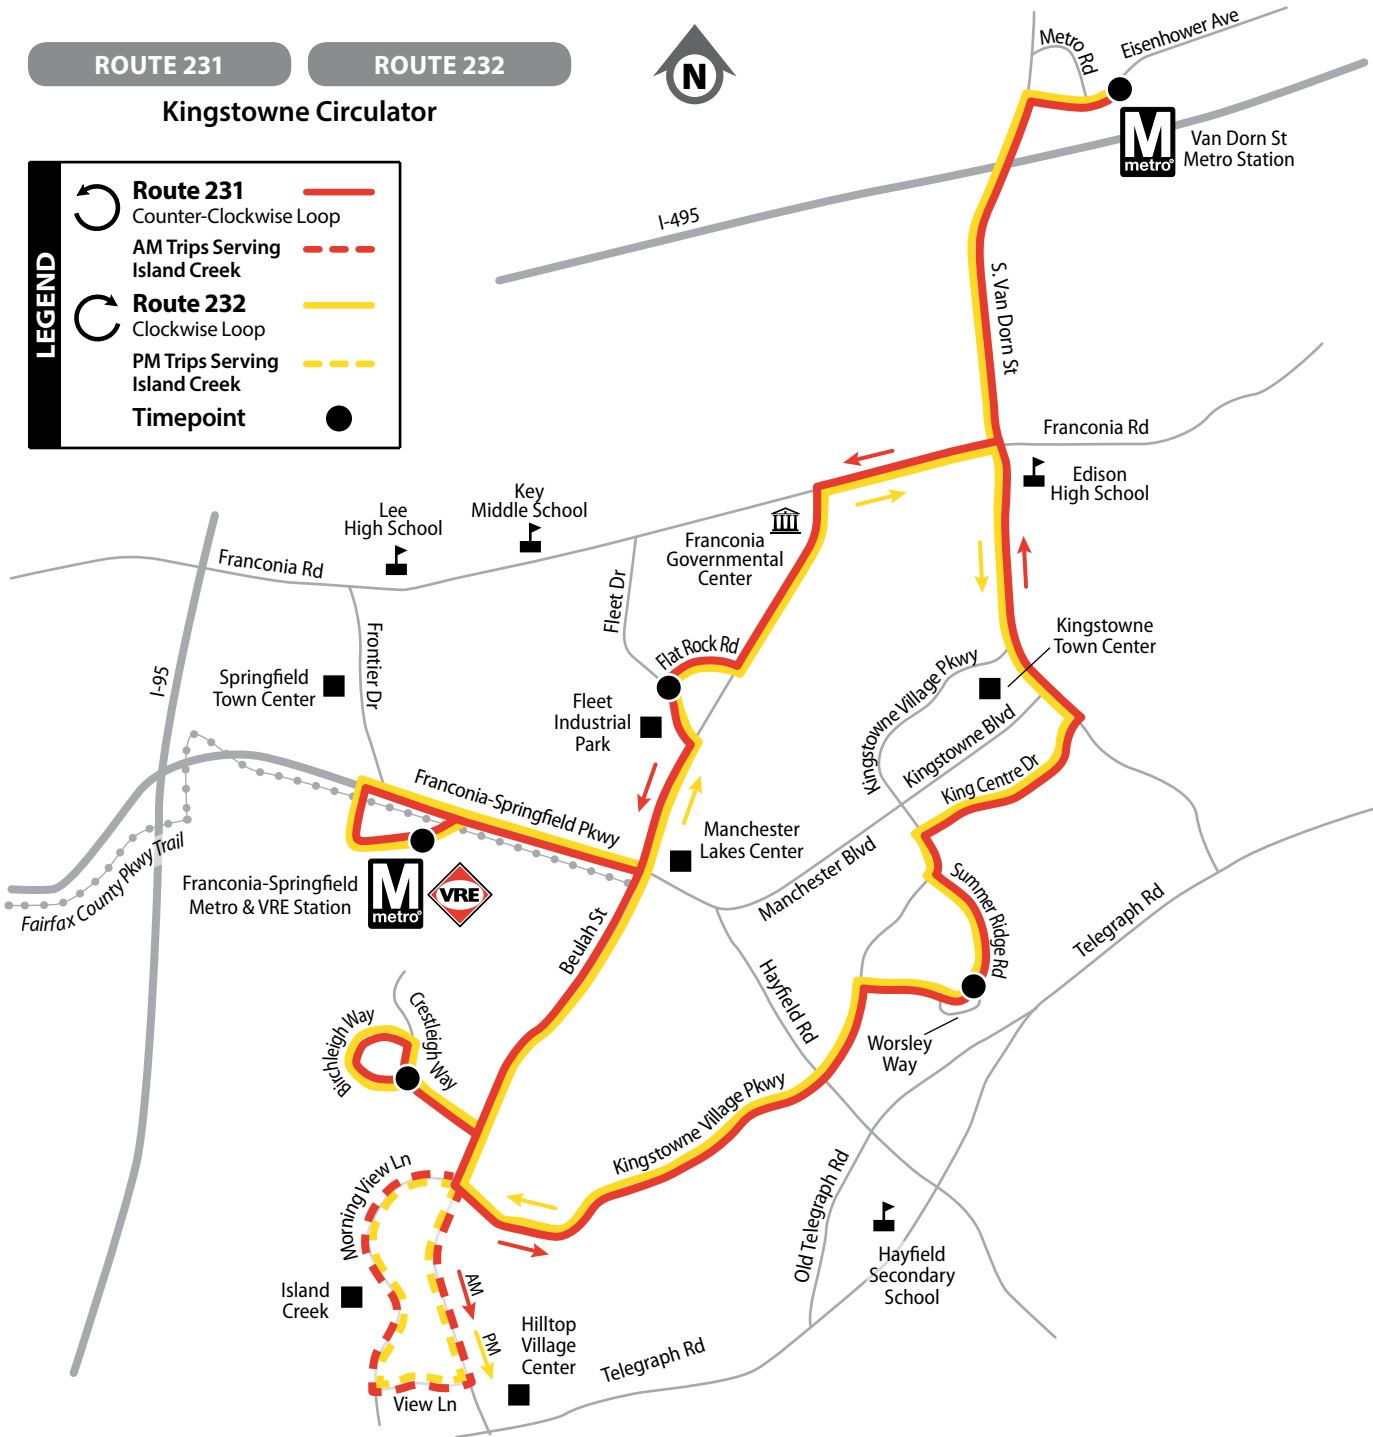 ROUTE 231
ROUTE 232
Kingstowne Circulator
N
LEGEND
Route 231
Counter-Clockwise Loop
AM Trips Serving
Island Creek
Route 232
Clockwise Loop
PM Trips Serving
Island Creek
Timepoint
Metro Rd
Eisenhower Ave
M
metro
Van Dorn St
Metro Station
I-495
S. Van Dorn St
Franconia Rd
Edison
High School
Key
Middle School
Lee
High School
Franconia Rd
Franconia
Governmental
Center
Fleet Dr
Flat Rock Rd
Frontier Dr
I-95
Springfield
Town Center
Fleet
Industrial
Park
Kingstowne
Town Center
Kingstowne Village Pkwy
Kingstowne Blvd
King Centre Dr
Franconia-Springfield Pkwy
Manchester
Lakes Center
Manchester Blvd
Fairfax County Pkwy Trail
Franconia-Springfield
Metro & VRE Station
M
metro
VRE
Summer Ridge Rd
Telegraph Rd
Beulah St
Hayfield Rd
Worsley
Way
Birchleigh Way
Crestleigh Way
Kingstowne Village Pkwy
Morning View Ln
Old Telegraph Rd
Hayfield
Secondary
School
Island
Creek
AM
PM
Hilltop
Village
Center
Telegraph Rd
View Ln